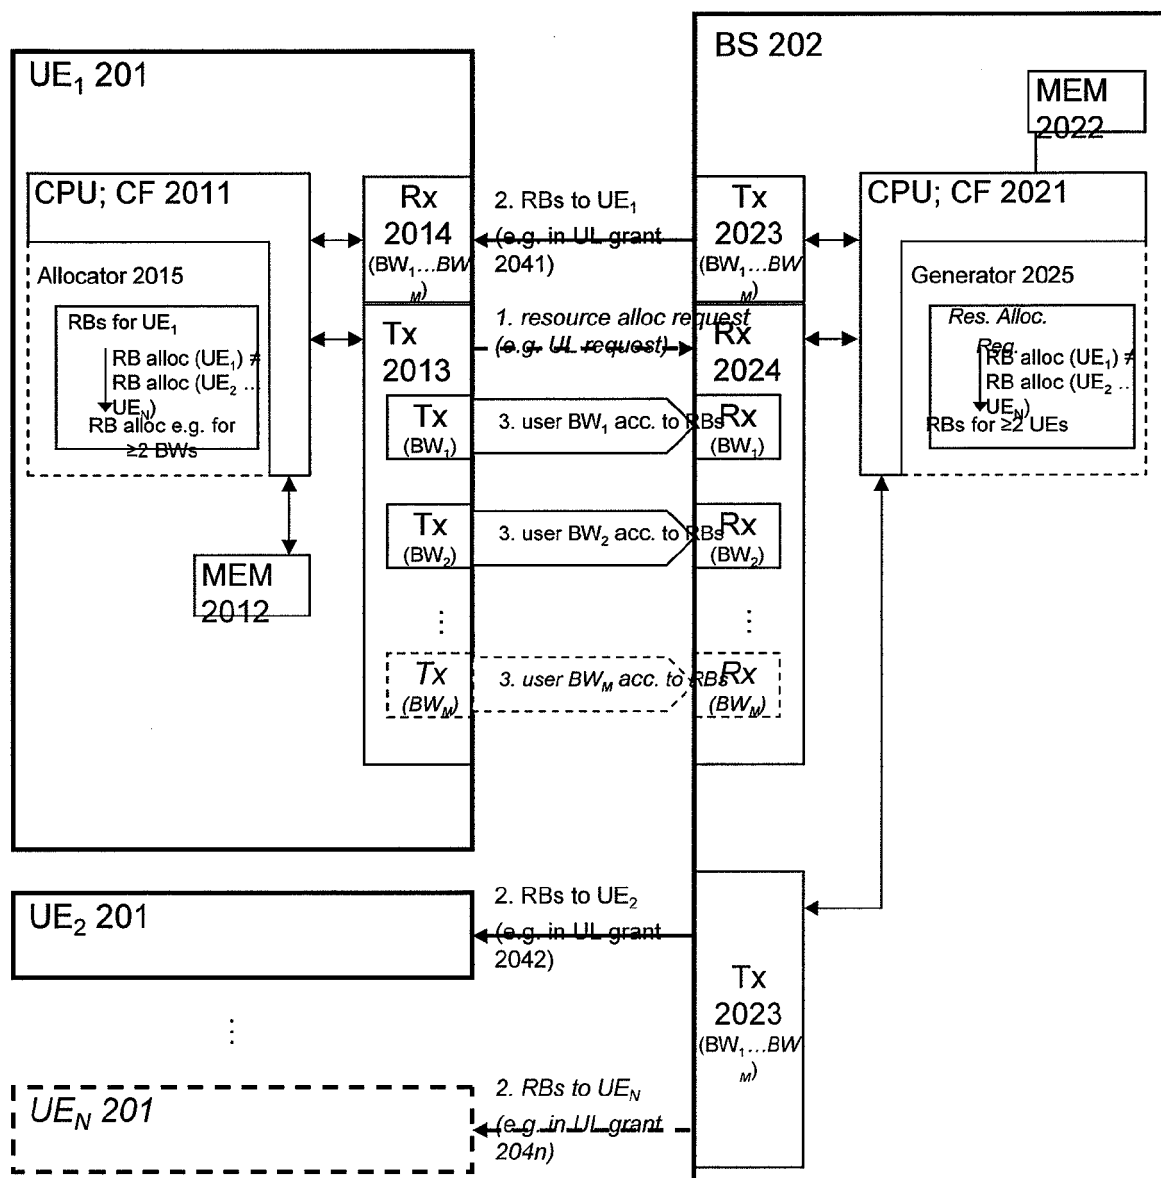 BS 202
UE1 201
MEM
2022
CPU; CF 2011
Rx
2014
(BW1...BW
M)
2. RBs to UE1
(e.g. in UL grant
2041)
Tx
2023
(BW1...BW
M)
CPU; CF 2021
Allocator 2015
RBs for UE1
RB alloc (UE1) ≠
RB alloc (UE2 ...
UEN)
RB alloc e.g. for
≥2 BWs
Generator 2025
Res. Alloc.
Req.
RB alloc (UE1) ≠
RB alloc (UE2 ..
UEN)
RBs for ≥2 UEs
Tx
2013
1. resource alloc request
(e.g. UL request)
Rx
2024
Tx
(BW1)
3. user BW1 acc. to RBs
Rx
(BW1)
Tx
(BW2)
3. user BW2 acc. to RBs
Rx
(BW2)
MEM
2012
⋮
⋮
Tx
(BWM)
3. user BWM acc. to RBs
Rx
(BWM)
UE2 201
2. RBs to UE2
(e.g. in UL grant
2042)
Tx
2023
(BW1...BW
M)
⋮
UEN 201
2. RBs to UEN
(e.g. in UL grant
204n)